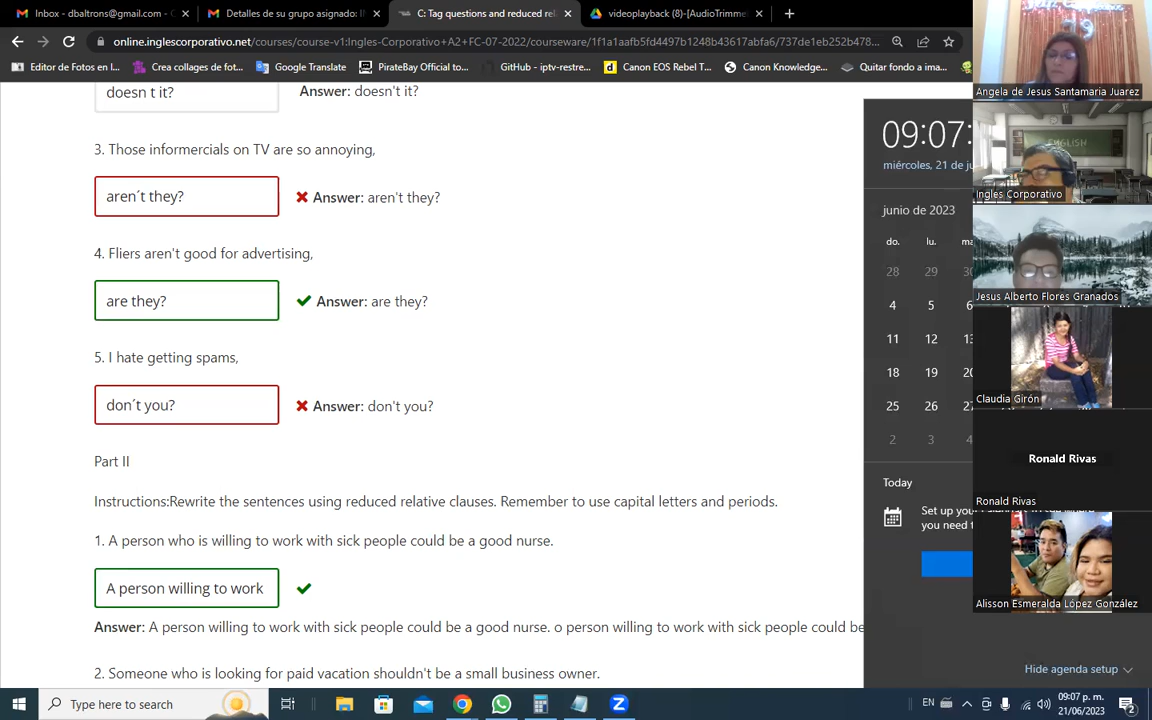 Inbox - dbaltrons@gmail.com -
Detalles de su grupo asignado: I
C: Tag questions and reduced rel
videoplayback (8)-[AudioTrimme
online.inglescorporativo.net/courses/course-v1:Ingles-Corporativo+A2+FC-07-2022/courseware/1f1a1aafb5fd4497b1248b43617abfa6/737de1eb252b478...
Editor de Fotos en l...
Crea collages de fot...
Google Translate
PirateBay Official to...
GitHub - iptv-restre...
Canon EOS Rebel T...
Canon Knowledge...
Quitar fondo a ima...
doesn t it?
Answer: doesn't it?
3. Those informercials on TV are so annoying,
aren´t they?
Answer: aren't they?
4. Fliers aren't good for advertising,
are they?
Answer: are they?
5. I hate getting spams,
don´t you?
Answer: don't you?
Part II
Instructions:Rewrite the sentences using reduced relative clauses. Remember to use capital letters and periods.
1. A person who is willing to work with sick people could be a good nurse.
A person willing to work
Answer: A person willing to work with sick people could be a good nurse. o person willing to work with sick people could be
2. Someone who is looking for paid vacation shouldn't be a small business owner.
09:07:
miércoles, 21 de ju
junio de 2023
do. lu. ma
28 29 30
4 5 6
11 12 13
18 19 20
25 26 27
2 3 4
Today
Set up your
you need t
Hide agenda setup
Angela de Jesus Santamaria Juarez
ENGLISH
Ingles Corporativo
Jesus Alberto Flores Granados
Claudia Girón
Ronald Rivas
Ronald Rivas
Alisson Esmeralda López González
Type here to search
EN
09:07 p. m.
21/06/2023
2